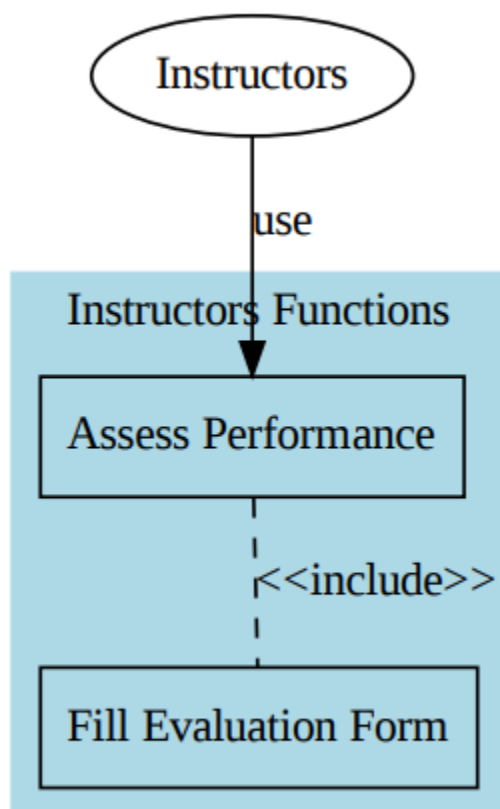 Instructors
use
Instructors Functions
Assess Performance
<<include>>
Fill Evaluation Form